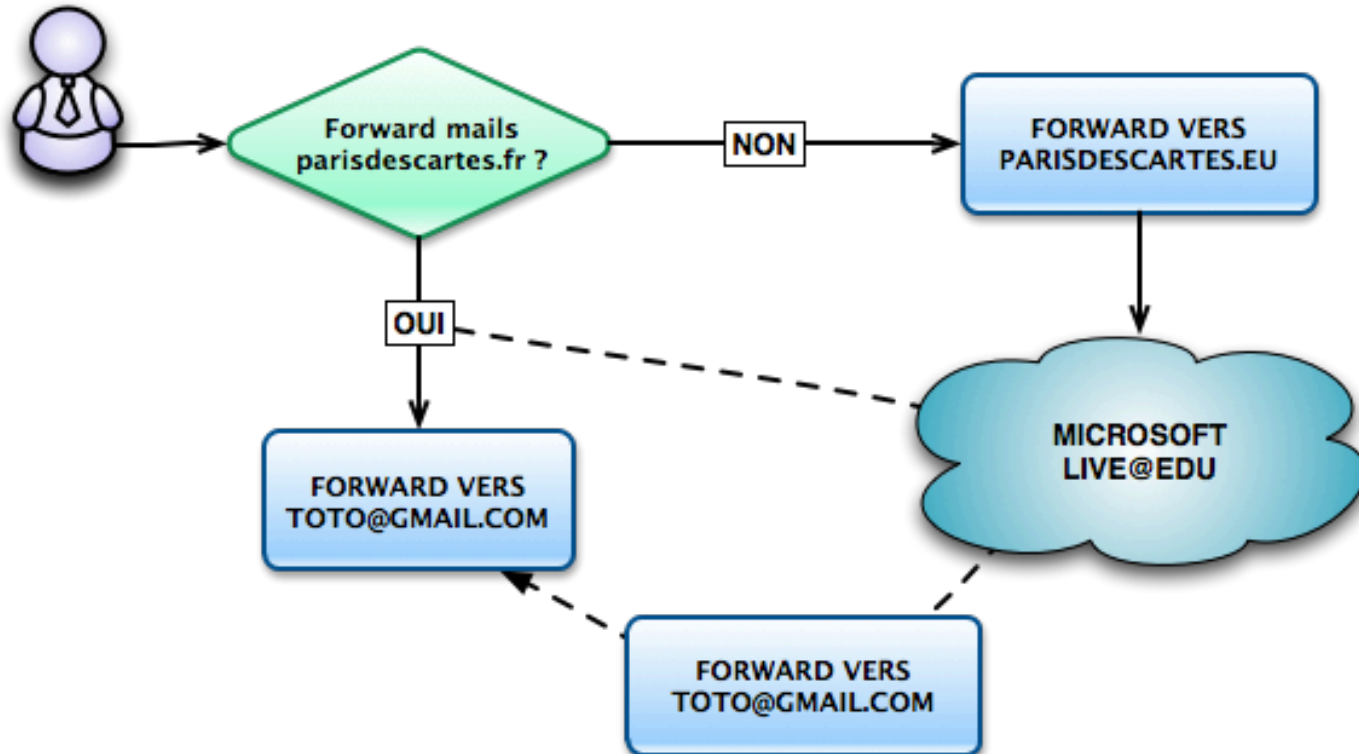 Forward mails
parisdescartes.fr ?
NON
FORWARD VERS
PARISDESCARTES.EU
OUI
MICROSOFT
LIVE@EDU
FORWARD VERS
TOTO@GMAIL.COM
FORWARD VERS
TOTO@GMAIL.COM